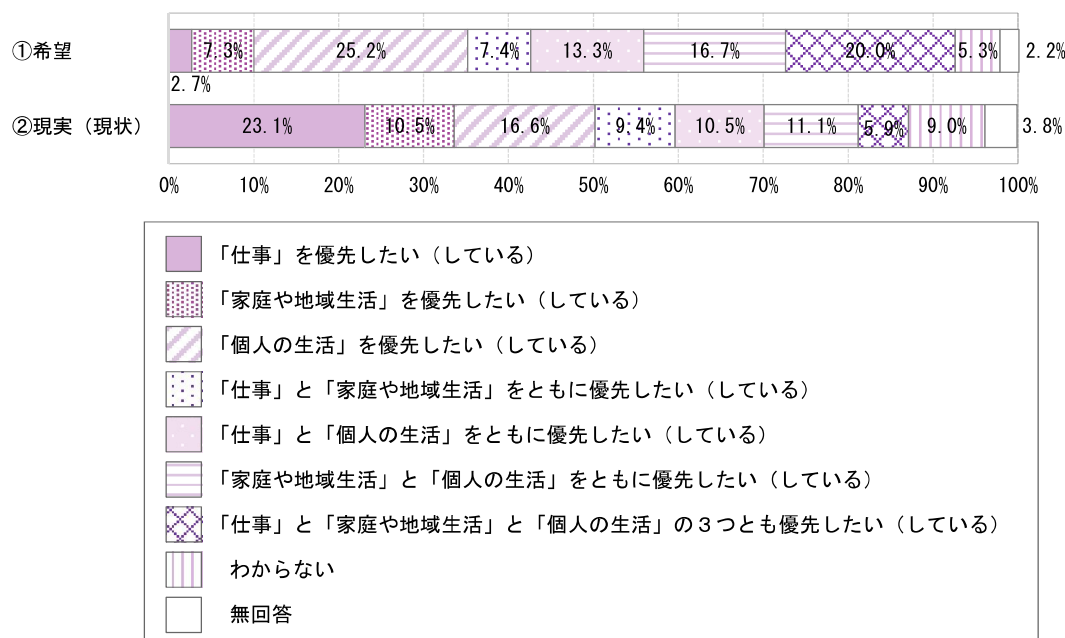 ①希望
7.3% 25.2% 7.4% 13.3% 16.7% 20.0% 5.3% 2.2%
2.7%
②現実（現状）
23.1% 10.5% 16.6% 9.4% 10.5% 11.1% 5.9% 9.0% 3.8%
0% 10% 20% 30% 40% 50% 60% 70% 80% 90% 100%
「仕事」を優先したい（している）
「家庭や地域生活」を優先したい（している）
「個人の生活」を優先したい（している）
「仕事」と「家庭や地域生活」をともに優先したい（している）
「仕事」と「個人の生活」をともに優先したい（している）
「家庭や地域生活」と「個人の生活」をともに優先したい（している）
「仕事」と「家庭や地域生活」と「個人の生活」の３つとも優先したい（している）
わからない
無回答